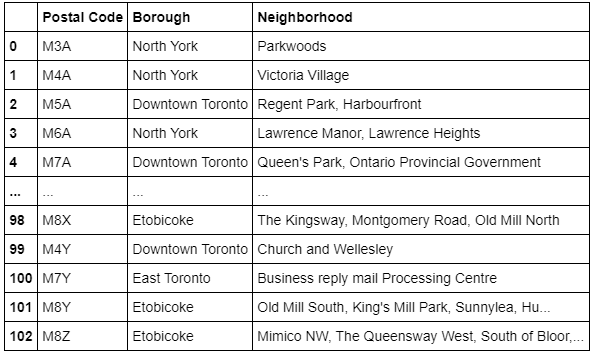 Postal Code Borough Neighborhood
0 M3A North York Parkwoods
1 M4A North York Victoria Village
2 M5A Downtown Toronto Regent Park, Harbourfront
3 M6A North York Lawrence Manor, Lawrence Heights
4 M7A Downtown Toronto Queen's Park, Ontario Provincial Government
... ... ... ...
98 M8X Etobicoke The Kingsway, Montgomery Road, Old Mill North
99 M4Y Downtown Toronto Church and Wellesley
100 M7Y East Toronto Business reply mail Processing Centre
101 M8Y Etobicoke Old Mill South, King's Mill Park, Sunnylea, Hu...
102 M8Z Etobicoke Mimico NW, The Queensway West, South of Bloor,...